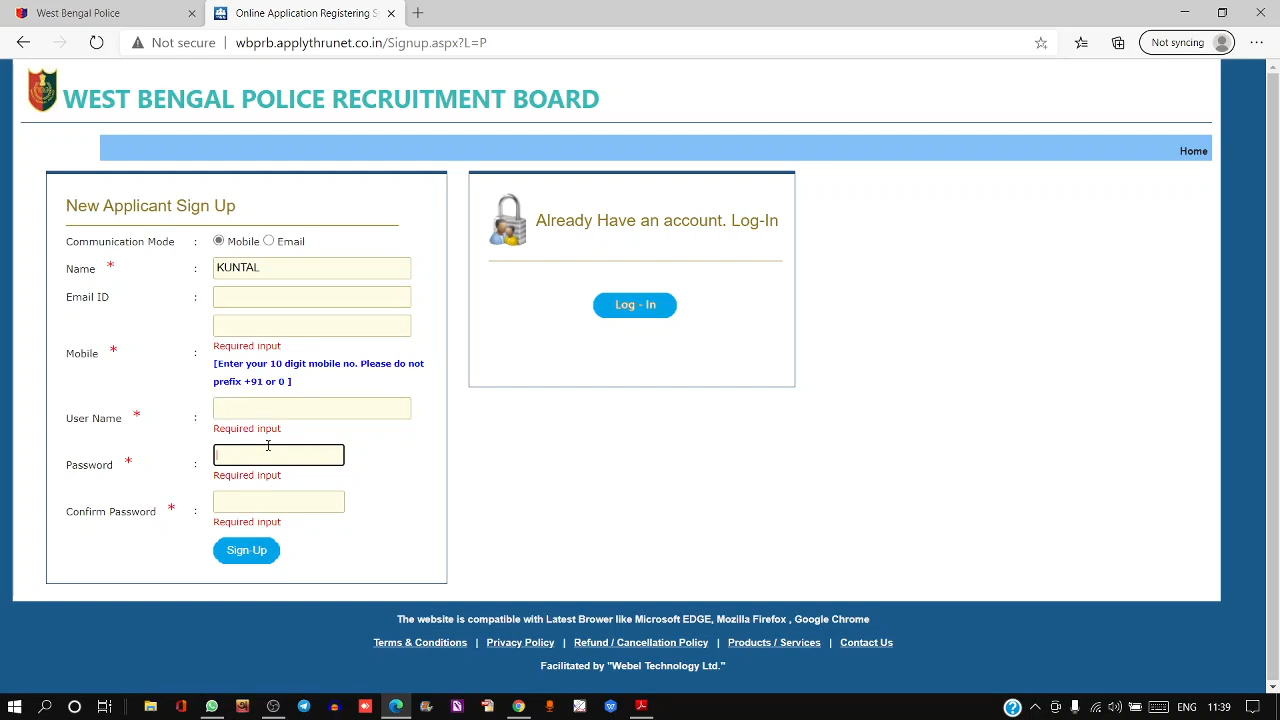 West Bengal Police Recruitment B
Online Recruitment
Not secure | wbprb.applythrunet.co.in/Signup.aspx?L=P
Not syncing
WEST BENGAL POLICE RECRUITMENT BOARD
Home
New Applicant Sign Up
Communication Mode : Mobile Email
Name * : KUNTAL
Email ID :
Required input
Mobile * :
[Enter your 10 digit mobile no. Please do not
prefix +91 or 0 ]
User Name * :
Required input
Password * :
Required input
Confirm Password * :
Required input
Sign-Up
Already Have an account. Log-In
Log - In
The website is compatible with Latest Brower like Microsoft EDGE, Mozilla Firefox , Google Chrome
Terms & Conditions | Privacy Policy | Refund / Cancellation Policy | Products / Services | Contact Us
Facilitated by "Webel Technology Ltd."
ENG 11:39